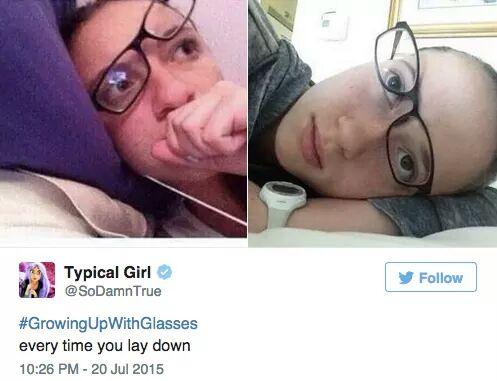 Typical Girl
@SoDamnTrue
Follow
#GrowingUpWithGlasses
every time you lay down
10:26 PM - 20 Jul 2015